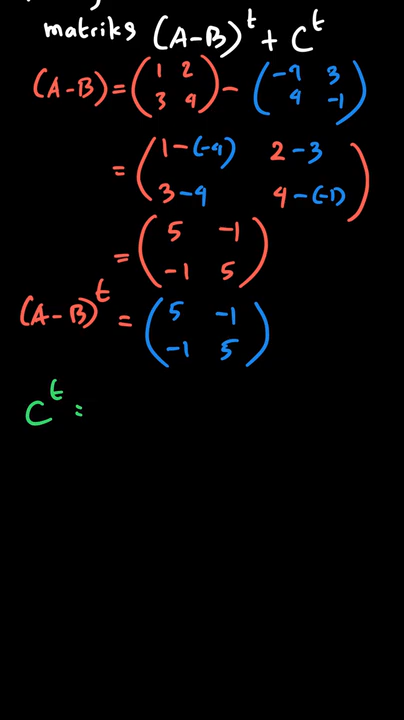 matriks (A-B)^t + C^t
(A-B) = (1 2 3 4) - (-4 3 4 -1)
= (1-(-4) 2-3 3-4 4-(-1))
= (5 -1 -1 5)
(A-B)^t = (5 -1 -1 5)
C^t =